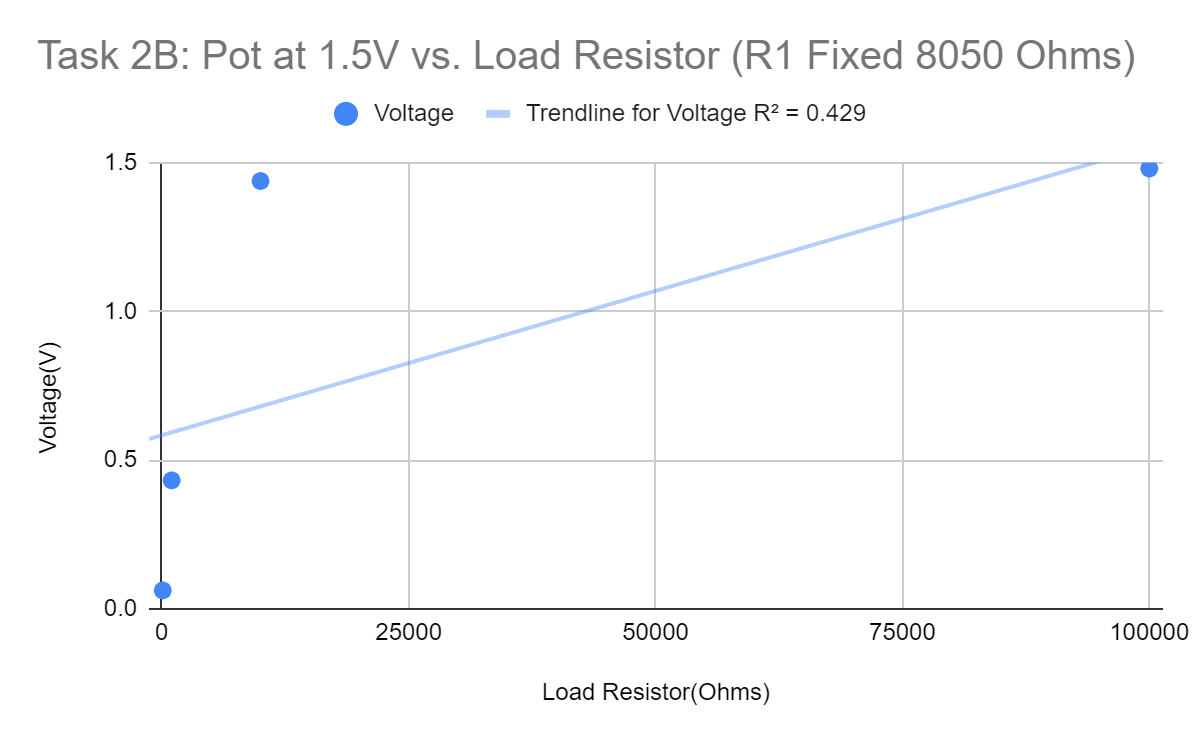 Task 2B: Pot at 1.5V vs. Load Resistor (R1 Fixed 8050 Ohms)
Voltage Trendline for Voltage R² = 0.429
1.5
1.0
0.5
0.0
Voltage(V)
0 25000 50000 75000 100000
Load Resistor(Ohms)